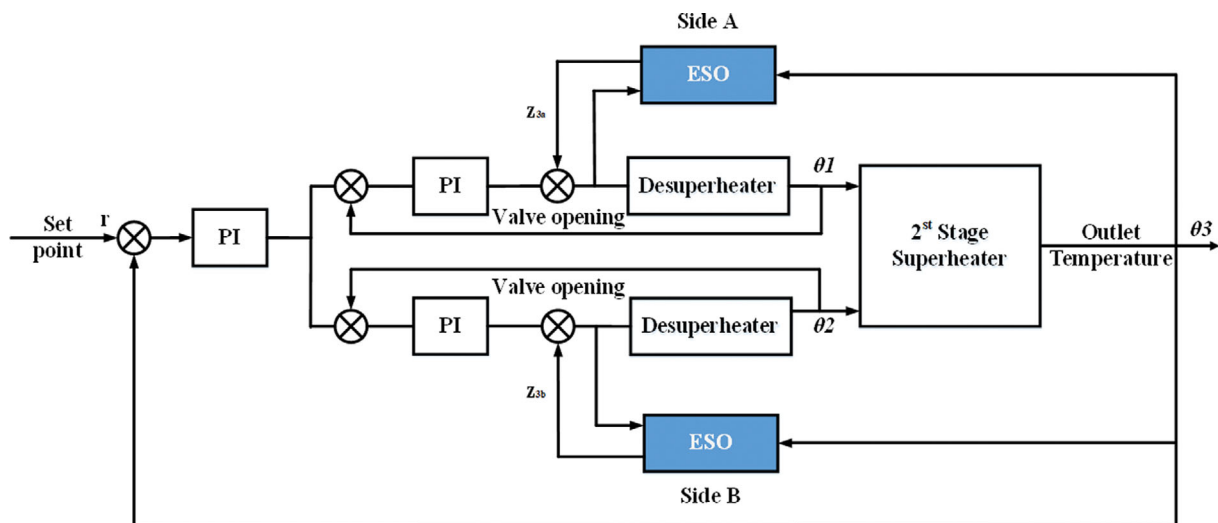 Side A
ESO
z3a
PI
Desuperheater
θ1
Valve opening
Set
point
r
PI
2st Stage
Superheater
Outlet
Temperature
θ3
Valve opening
PI
Desuperheater
θ2
z3b
ESO
Side B